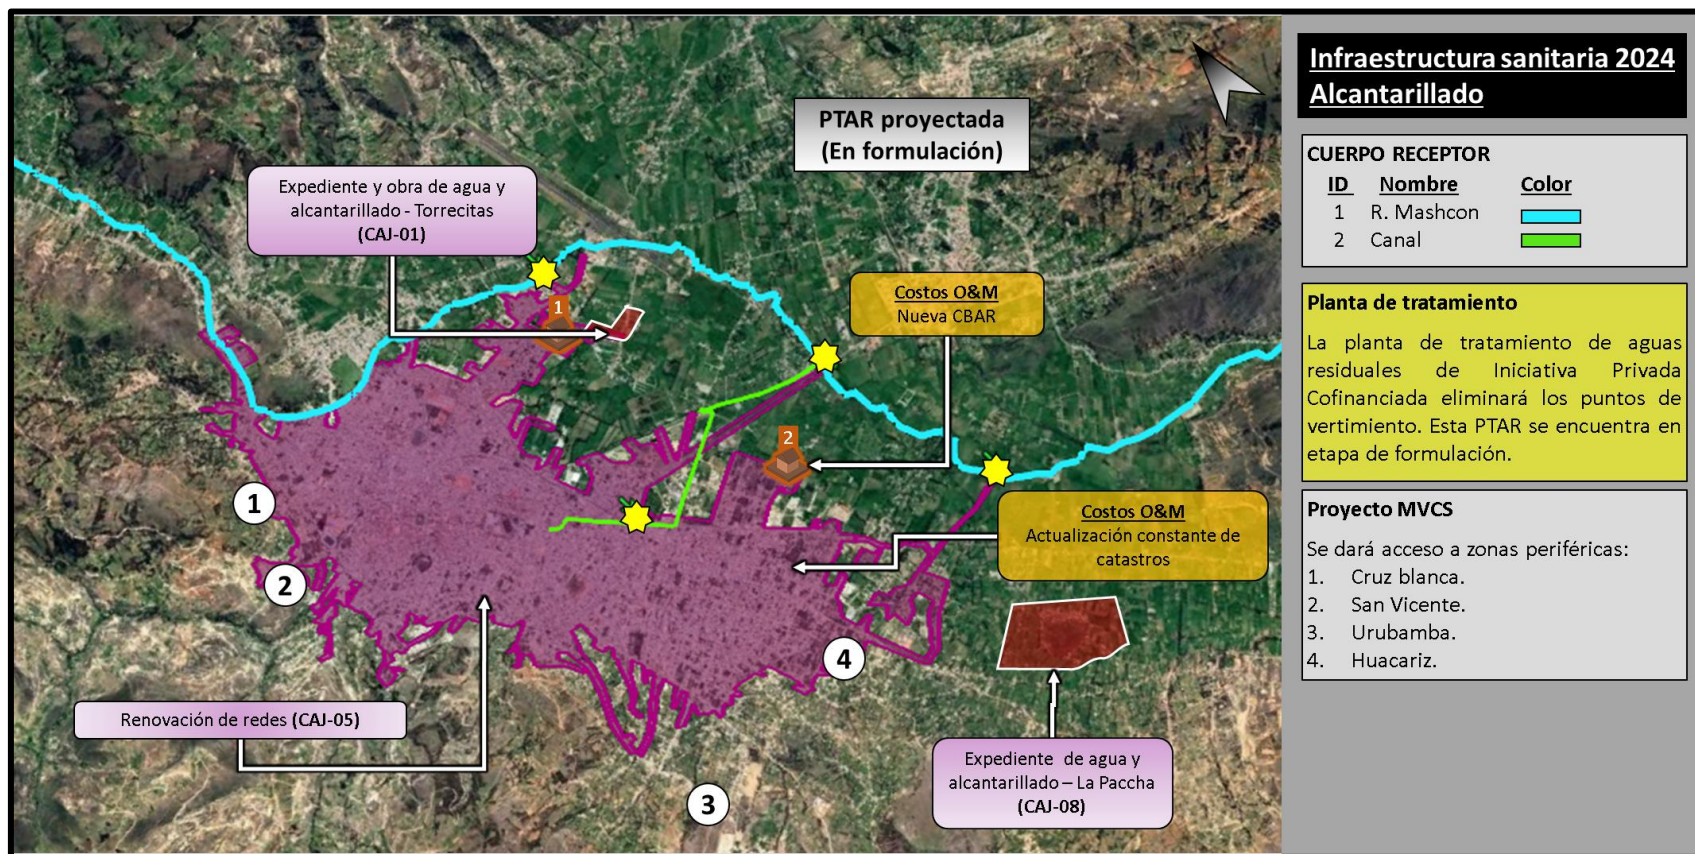 Infraestructura sanitaria 2024
Alcantarillado
PTAR proyectada
(En formulación)
Expediente y obra de agua y
alcantarillado - Torrecitas
(CAJ-01)
1
Costos O&M
Nueva CBAR
2
Costos O&M
Actualización constante de
catastros
1
2
3
4
Renovación de redes (CAJ-05)
Expediente de agua y
alcantarillado – La Paccha
(CAJ-08)
CUERPO RECEPTOR
ID Nombre Color
1 R. Mashcon
2 Canal
Planta de tratamiento
La planta de tratamiento de aguas
residuales de Iniciativa Privada
Cofinanciada eliminará los puntos de
vertimiento. Esta PTAR se encuentra en
etapa de formulación.
Proyecto MVCS
Se dará acceso a zonas periféricas:
1. Cruz blanca.
2. San Vicente.
3. Urubamba.
4. Huacariz.